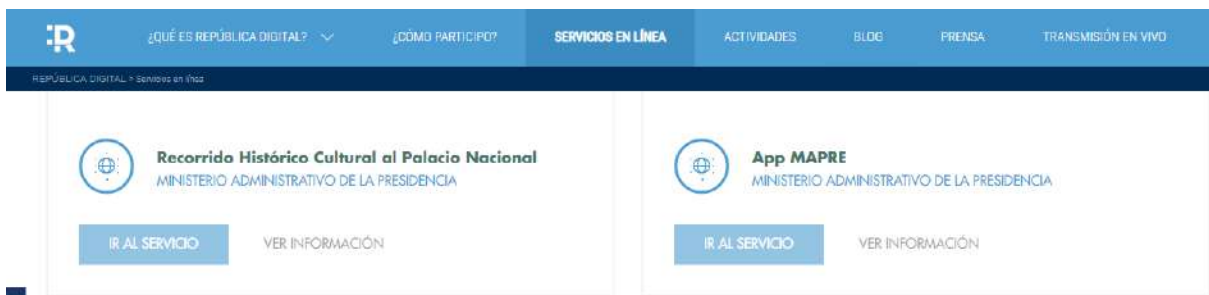 :R
¿QUÉ ES REPÚBLICA DIGITAL?
¿CÓMO PARTICIPO?
SERVICIOS EN LÍNEA
ACTIVIDADES
BLOG
PRENSA
TRANSMISIÓN EN VIVO
REPÚBLICA DIGITAL > Servicios en línea
Recorrido Histórico Cultural al Palacio Nacional
MINISTERIO ADMINISTRATIVO DE LA PRESIDENCIA
IR AL SERVICIO
VER INFORMACIÓN
App MAPRE
MINISTERIO ADMINISTRATIVO DE LA PRESIDENCIA
IR AL SERVICIO
VER INFORMACIÓN